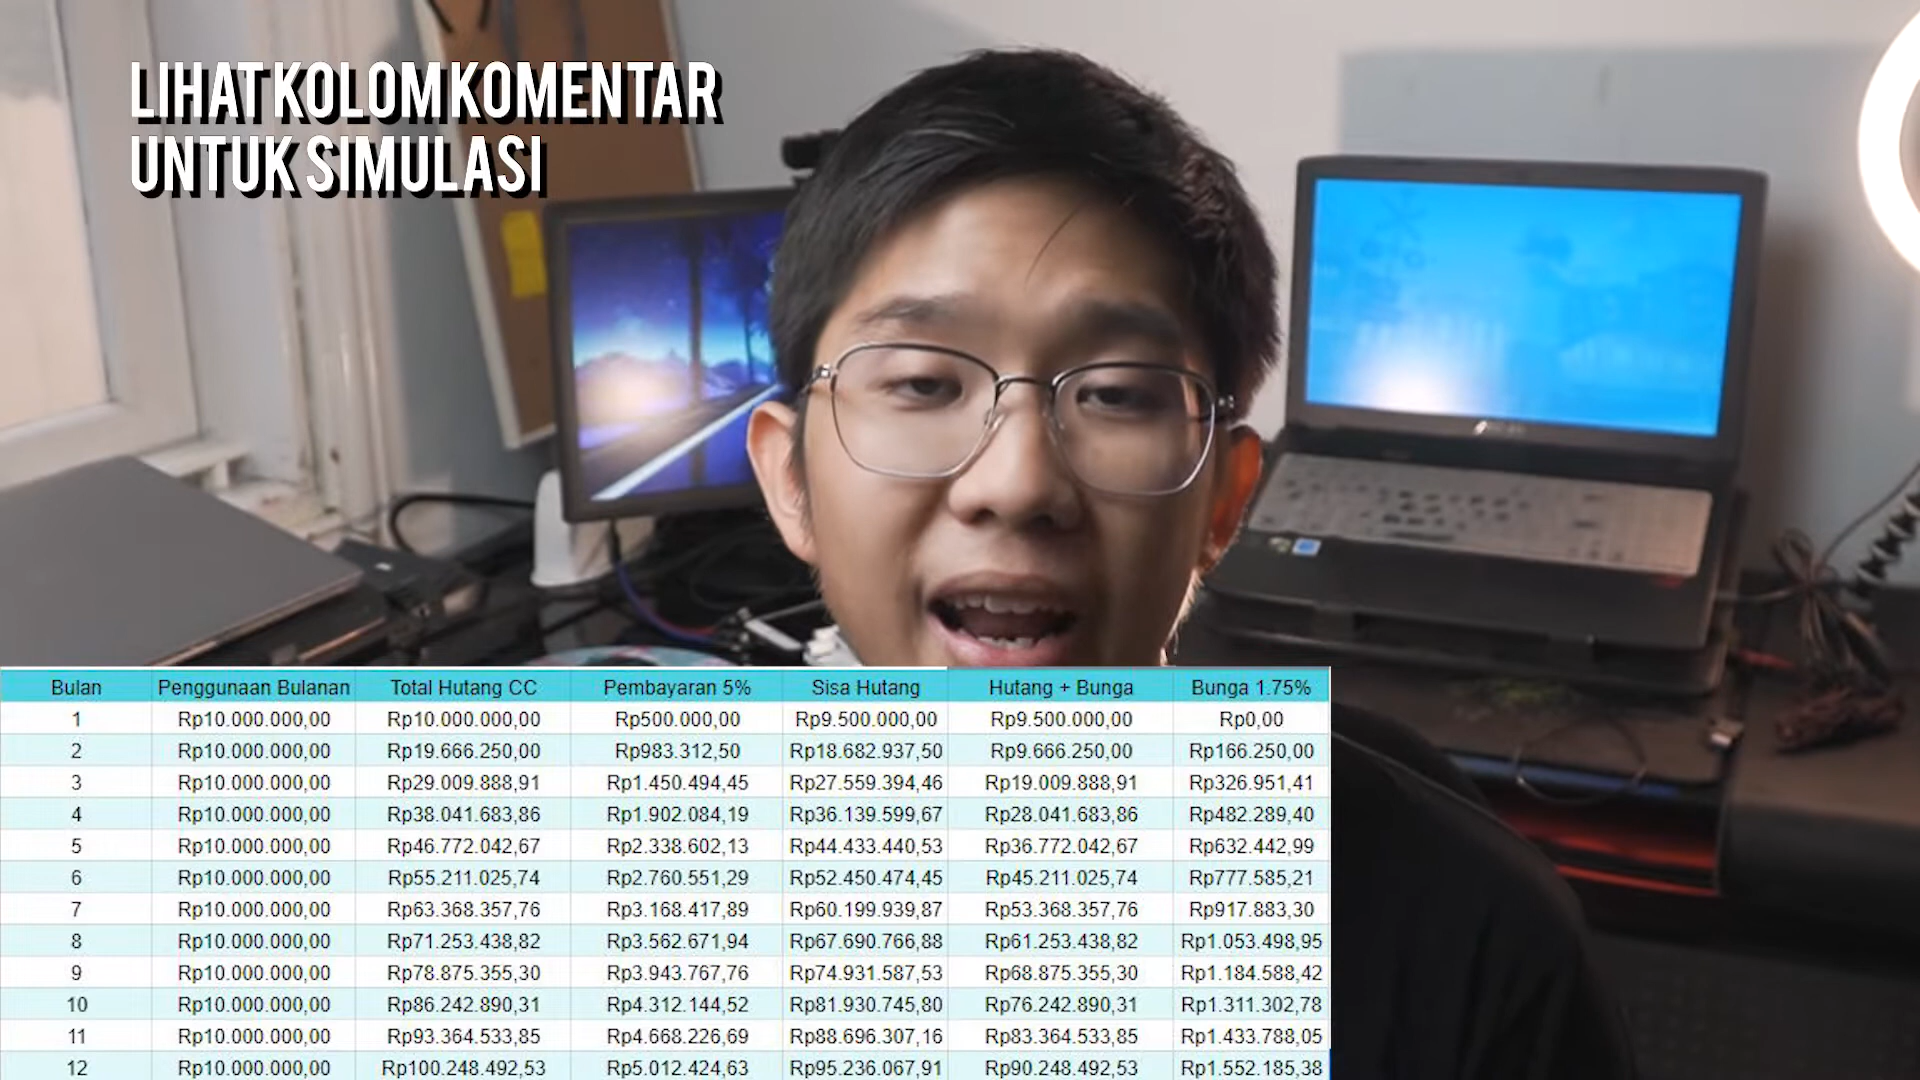 LIHAT KOLOM KOMENTAR
UNTUK SIMULASI
Bulan Penggunaan Bulanan Total Hutang CC Pembayaran 5% Sisa Hutang Hutang + Bunga Bunga 1.75%
1 Rp10.000.000,00 Rp10.000.000,00 Rp500.000,00 Rp9.500.000,00 Rp9.500.000,00 Rp0,00
2 Rp10.000.000,00 Rp19.666.250,00 Rp983.312,50 Rp18.682.937,50 Rp9.666.250,00 Rp166.250,00
3 Rp10.000.000,00 Rp29.009.888,91 Rp1.450.494,45 Rp27.559.394,46 Rp19.009.888,91 Rp326.951,41
4 Rp10.000.000,00 Rp38.041.683,86 Rp1.902.084,19 Rp36.139.599,67 Rp28.041.683,86 Rp482.289,40
5 Rp10.000.000,00 Rp46.772.042,67 Rp2.338.602,13 Rp44.433.440,53 Rp36.772.042,67 Rp632.442,99
6 Rp10.000.000,00 Rp55.211.025,74 Rp2.760.551,29 Rp52.450.474,45 Rp45.211.025,74 Rp777.585,21
7 Rp10.000.000,00 Rp63.368.357,76 Rp3.168.417,89 Rp60.199.939,87 Rp53.368.357,76 Rp917.883,30
8 Rp10.000.000,00 Rp71.253.438,82 Rp3.562.671,94 Rp67.690.766,88 Rp61.253.438,82 Rp1.053.498,95
9 Rp10.000.000,00 Rp78.875.355,30 Rp3.943.767,76 Rp74.931.587,53 Rp68.875.355,30 Rp1.184.588,42
10 Rp10.000.000,00 Rp86.242.890,31 Rp4.312.144,52 Rp81.930.745,80 Rp76.242.890,31 Rp1.311.302,78
11 Rp10.000.000,00 Rp93.364.533,85 Rp4.668.226,69 Rp88.696.307,16 Rp83.364.533,85 Rp1.433.788,05
12 Rp10.000.000,00 Rp100.248.492,53 Rp5.012.424,63 Rp95.236.067,91 Rp90.248.492,53 Rp1.552.185,38